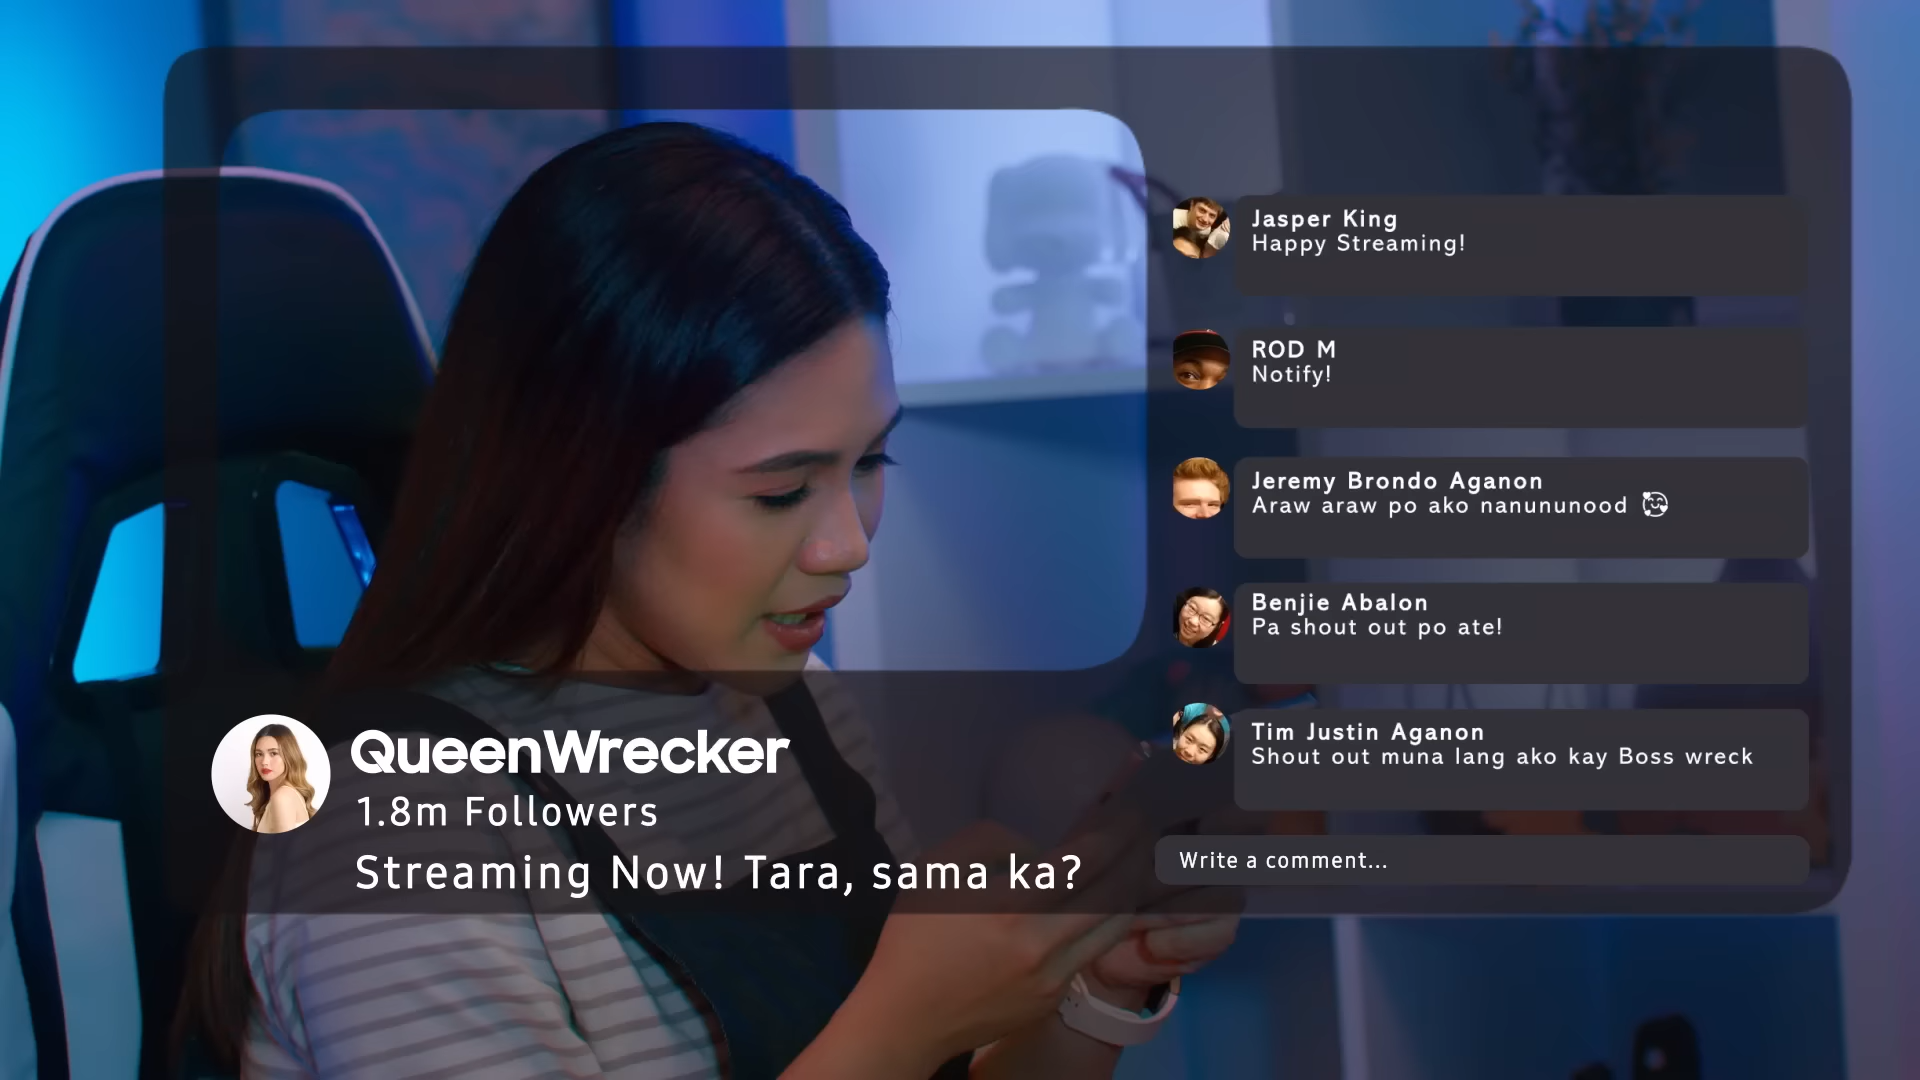 Jasper King
Happy Streaming!
ROD M
Notify!
Jeremy Brondo Aganon
Araw araw po ako nanununood 🥰
Benjie Abalon
Pa shout out po ate!
Tim Justin Aganon
Shout out muna lang ako kay Boss wreck
Write a comment...
QueenWrecker
1.8m Followers
Streaming Now! Tara, sama ka?